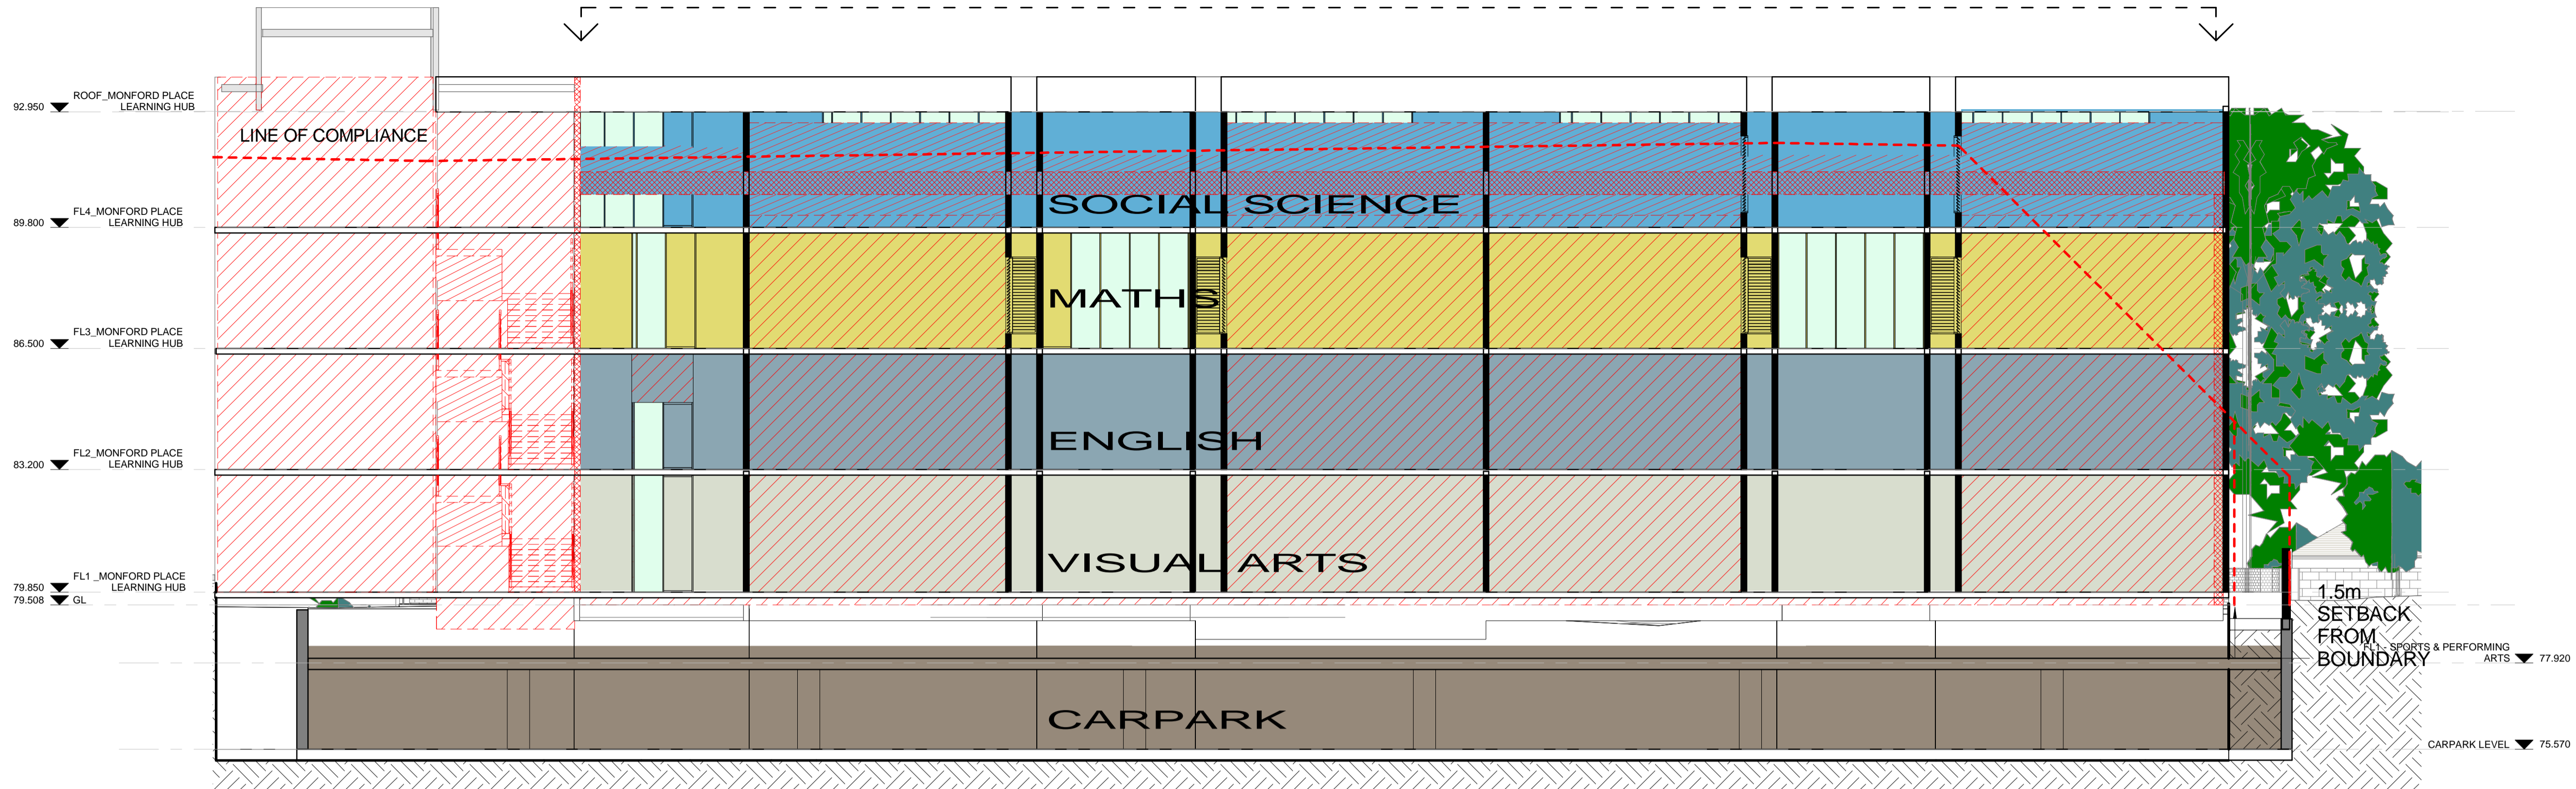 92.950
ROOF_MONFORD PLACE
LEARNING HUB
LINE OF COMPLIANCE
89.800
FL4_MONFORD PLACE
LEARNING HUB
SOCIAL SCIENCE
86.500
FL3_MONFORD PLACE
LEARNING HUB
MATHS
83.200
FL2_MONFORD PLACE
LEARNING HUB
ENGLISH
79.850
FL1 _MONFORD PLACE
LEARNING HUB
79.508
GL
VISUAL ARTS
1.5m
SETBACK
FROM
BOUNDARY
FL1 - SPORTS & PERFORMING
ARTS
77.920
CARPARK
CARPARK LEVEL
75.570